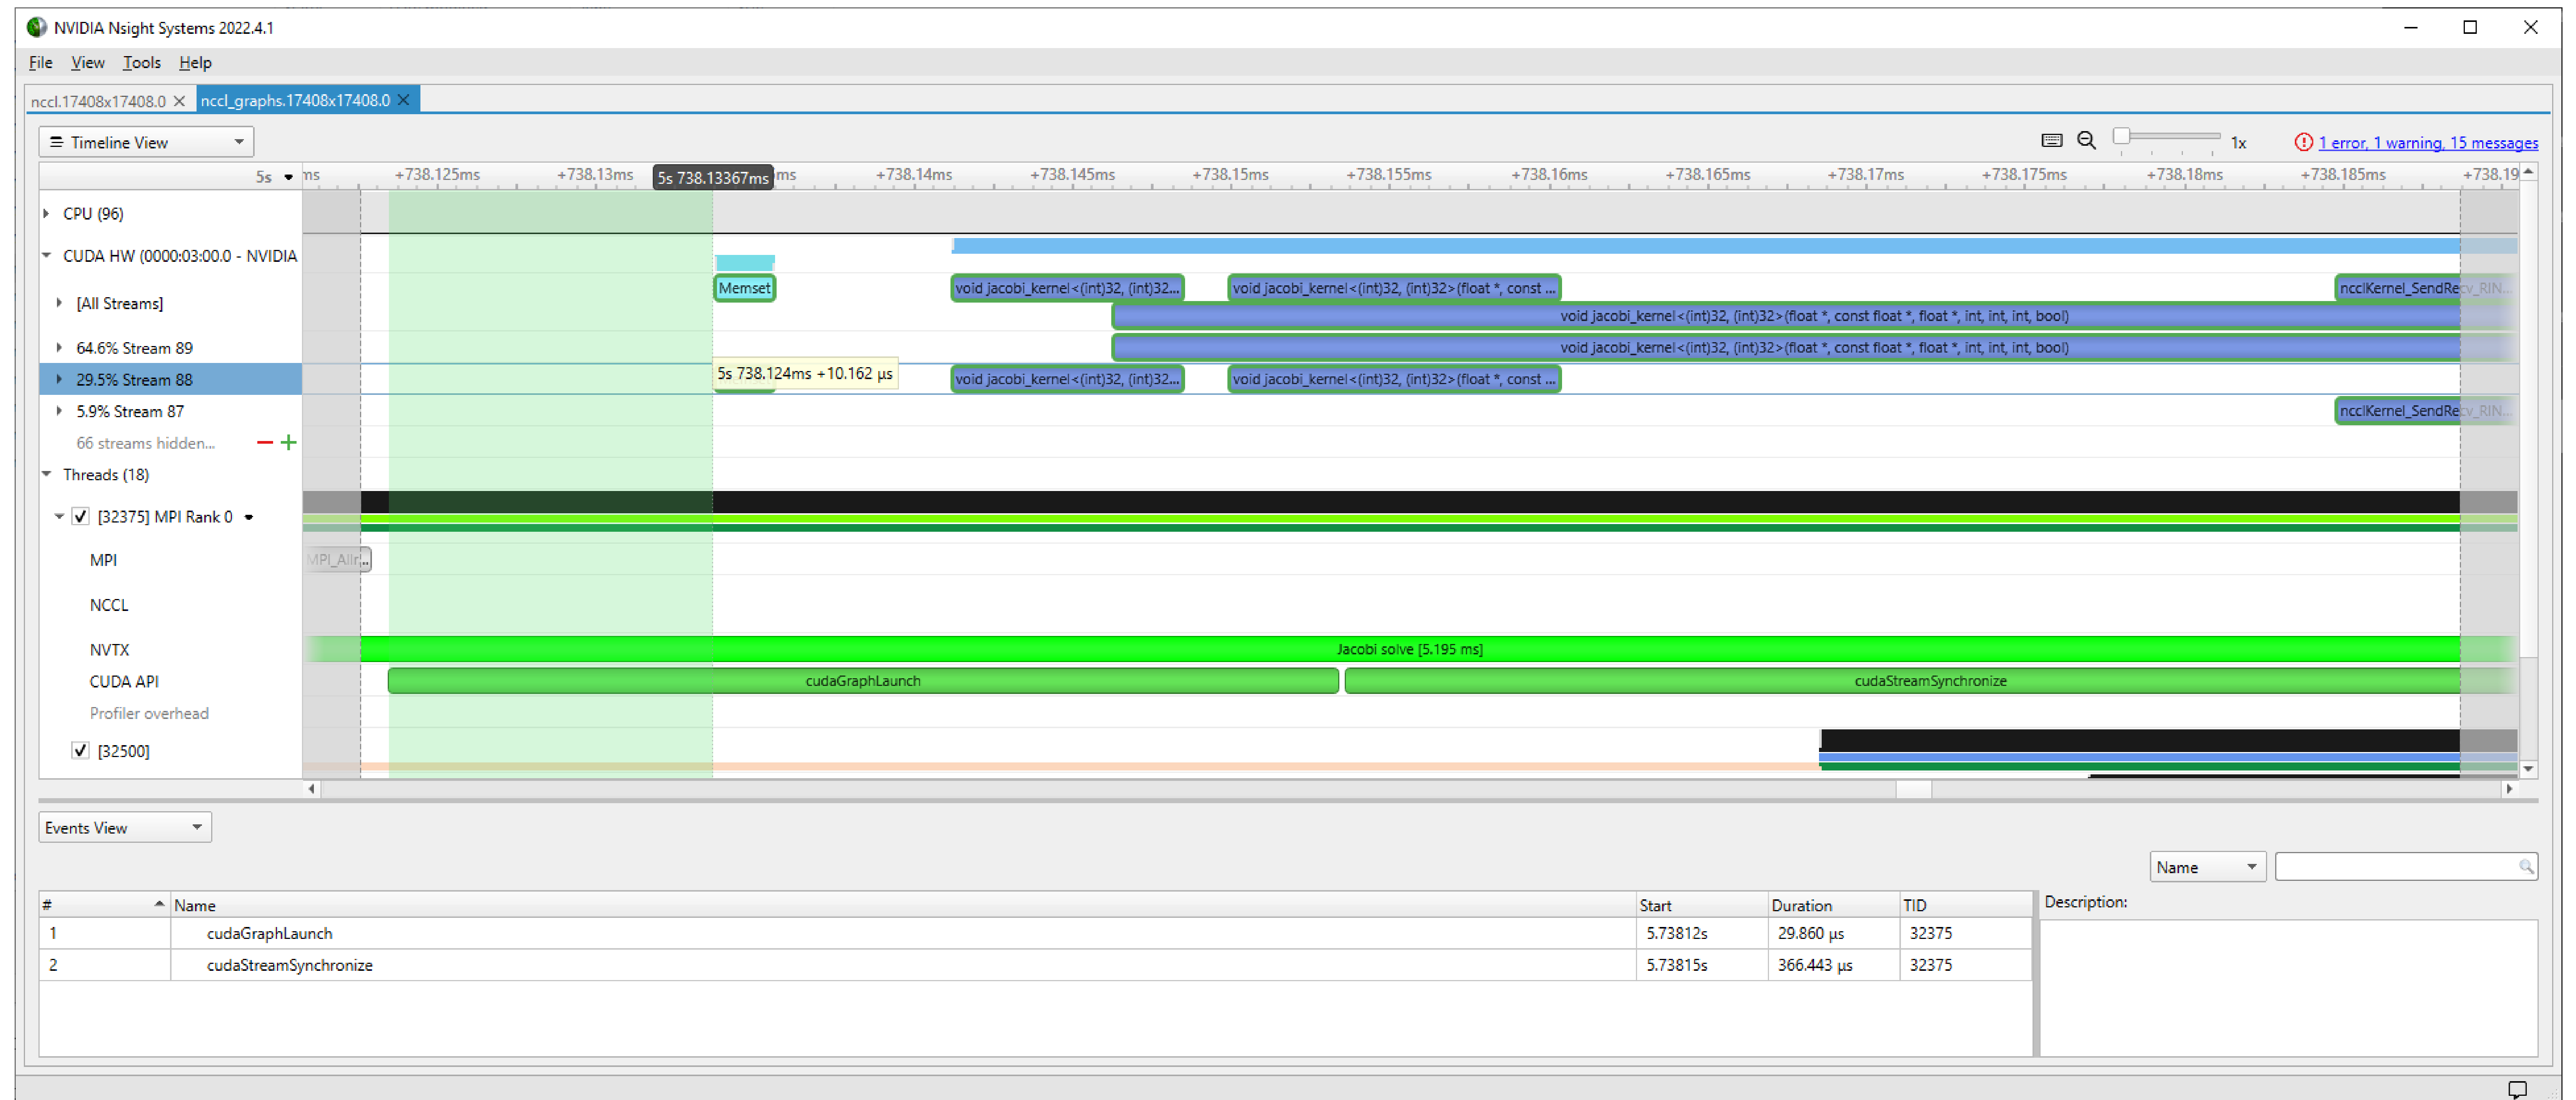 NVIDIA Nsight Systems 2022.4.1
File View Tools Help
nccl.17408x17408.0 nccl_graphs.17408x17408.0
Timeline View 1x 1 error, 1 warning, 15 messages
5s ms +738.125ms +738.13ms 5s 738.13367ms ms +738.14ms +738.145ms +738.15ms +738.155ms +738.16ms +738.165ms +738.17ms +738.175ms +738.18ms +738.185ms +738.19
CPU (96)
CUDA HW (0000:03:00.0 - NVIDIA
Memset void jacobi_kernel<(int)32, (int)32... void jacobi_kernel<(int)32, (int)32>(float *, const ... ncclKernel_SendRecv_RIN...
[All Streams]
void jacobi_kernel<(int)32, (int)32>(float *, const float *, float *, int, int, int, bool)
64.6% Stream 89 void jacobi_kernel<(int)32, (int)32>(float *, const float *, float *, int, int, int, bool)
29.5% Stream 88 5s 738.124ms +10.162 µs void jacobi_kernel<(int)32, (int)32... void jacobi_kernel<(int)32, (int)32>(float *, const ...
5.9% Stream 87 ncclKernel_SendRecv_RIN...
66 streams hidden...
Threads (18)
[32375] MPI Rank 0
MPI MPI_Allr...
NCCL
NVTX Jacobi solve [5.195 ms]
CUDA API cudaGraphLaunch cudaStreamSynchronize
Profiler overhead
[32500]
Events View
Name
# Name Start Duration TID Description:
1 cudaGraphLaunch 5.73812s 29.860 µs 32375
2 cudaStreamSynchronize 5.73815s 366.443 µs 32375